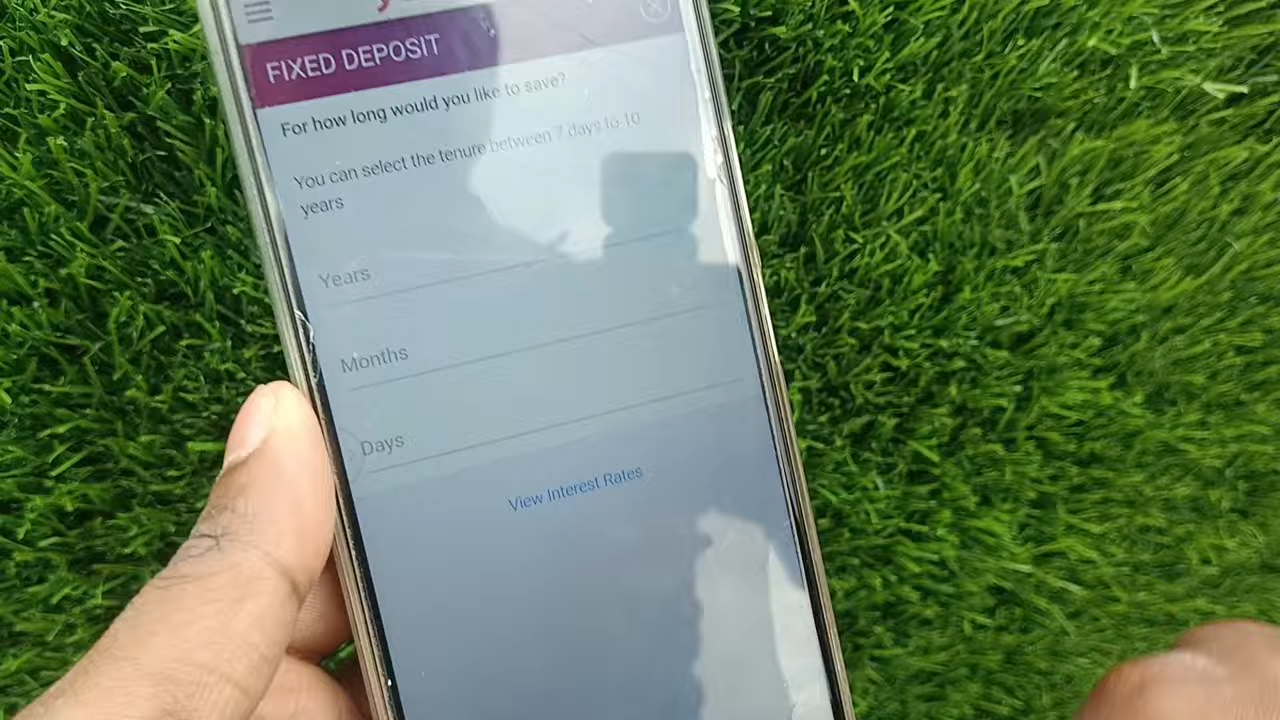 FIXED DEPOSIT
For how long would you like to save?
You can select the tenure between 7 days to 10
years
Years
Months
Days
View Interest Rates